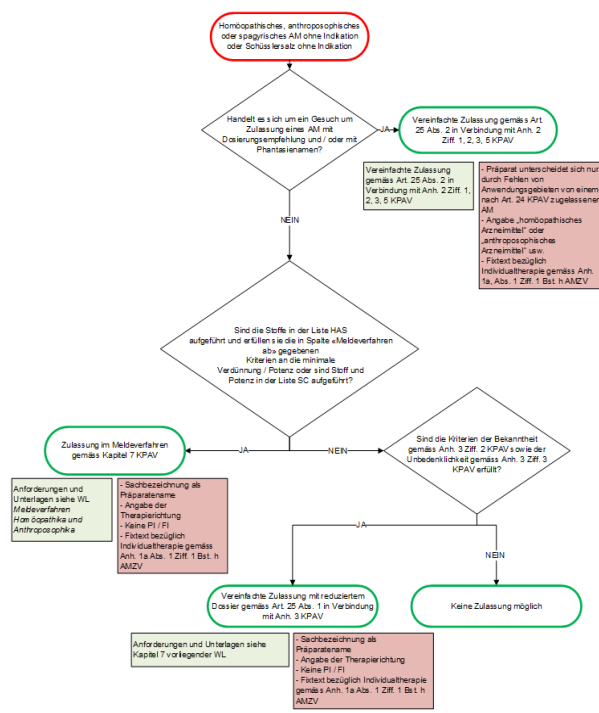 Homöopathisches, anthroposophisches
oder spagyrisches AM ohne Indikation
oder Schüsslersalz ohne Indikation
Handelt es sich um ein Gesuch um
Zulassung eines AM mit
Dosierungsempfehlung und / oder mit
Phantasienamen?
JA
Vereinfachte Zulassung gemäss Art.
25 Abs. 2 in Verbindung mit Anh. 2
Ziff. 1, 2, 3, 5 KPAV
Vereinfachte Zulassung
gemäss Art. 25 Abs. 2 in
Verbindung mit Anh. 2 Ziff. 1,
2, 3, 5 KPAV
- Präparat unterscheidet sich nur
durch Fehlen von
Anwendungsgebieten von einem
nach Art. 24 KPAV zugelassenen
AM
- Angabe „homöopathisches
Arzneimittel" oder
„anthroposophisches
Arzneimittel" usw.
- Fixtext bezüglich
Individualtherapie gemäss Anh.
1a, Abs. 1 Ziff. 1 Bst. h AMZV
NEIN
Sind die Stoffe in der Liste HAS
aufgeführt und erfüllen sie die in Spalte «Meldeverfahren
ab» gegebenen
Kriterien an die minimale
Verdünnung / Potenz oder sind Stoff und
Potenz in der Liste SC aufgeführt?
JA
NEIN
Zulassung im Meldeverfahren
gemäss Kapitel 7 KPAV
Anforderungen und
Unterlagen siehe WL
Meldeverfahren
Homöopathika und
Anthroposophika
- Sachbezeichnung als
Präparatename
- Angabe der
Therapierichtung
- Keine PI / FI
- Fixtext bezüglich
Individualtherapie gemäss
Anh. 1a Abs. 1 Ziff. 1 Bst. h
AMZV
Sind die Kriterien der Bekanntheit
gemäss Anh. 3 Ziff. 2 KPAV sowie der
Unbedenklichkeit gemäss Anh. 3 Ziff. 3
KPAV erfüllt?
JA
NEIN
Vereinfachte Zulassung mit reduziertem
Dossier gemäss Art. 25 Abs. 1 in Verbindung
mit Anh. 3 KPAV
Keine Zulassung möglich
Anforderungen und Unterlagen siehe
Kapitel 7 vorliegender WL
- Sachbezeichnung als
Präparatename
- Angabe der Therapierichtung
- Keine PI / FI
- Fixtext bezüglich Individualtherapie
gemäss Anh. 1a Abs. 1 Ziff. 1 Bst. h
AMZV